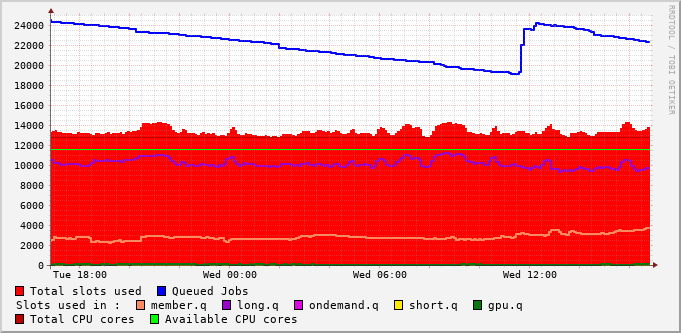 24000
22000
20000
18000
16000
14000
12000
10000
8000
6000
4000
2000
0
Tue 18:00 Wed 00:00 Wed 06:00 Wed 12:00
RRDTOOL / TOBI OETIKER
Total slots used Queued Jobs
Slots used in : member.q long.q ondemand.q short.q gpu.q
Total CPU cores Available CPU cores